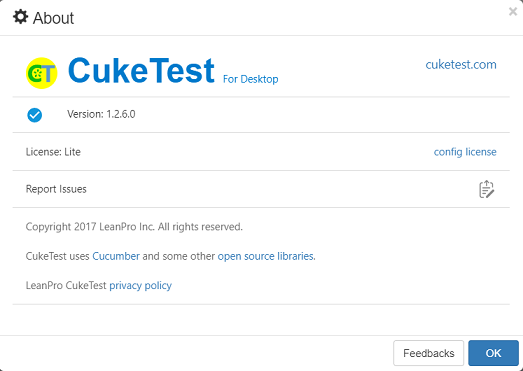 About
×
CT CukeTest For Desktop
cuketest.com
Version: 1.2.6.0
License: Lite
config license
Report Issues
Copyright 2017 LeanPro Inc. All rights reserved.
CukeTest uses Cucumber and some other open source libraries.
LeanPro CukeTest privacy policy
Feedbacks
OK